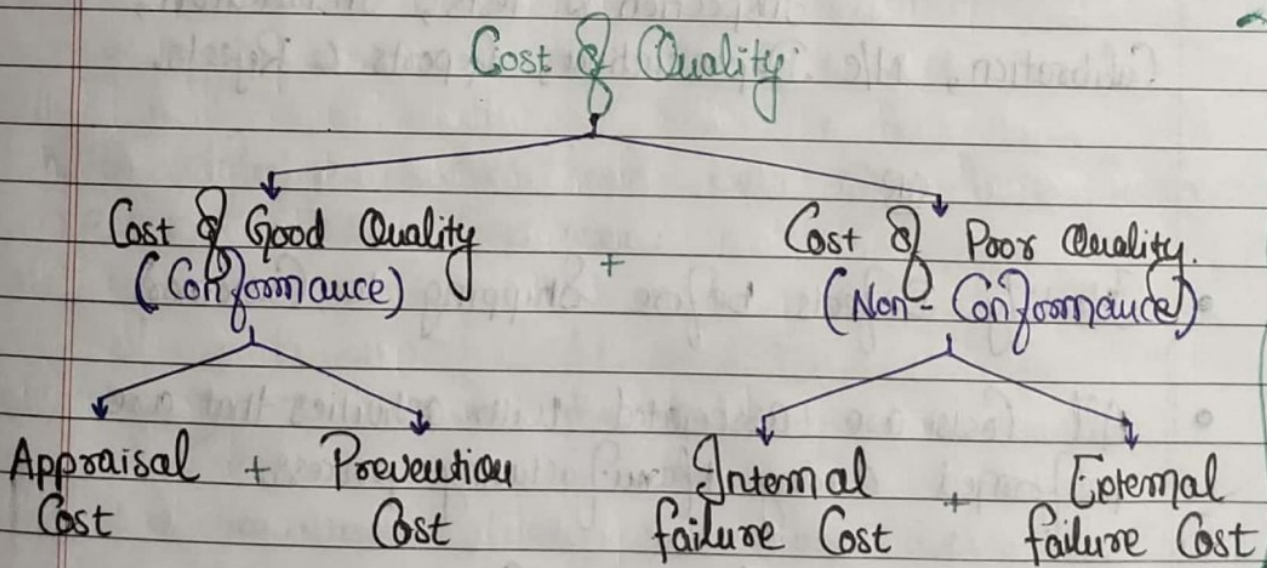 Cost of Quality
Cost of Good Quality + Cost of Poor Quality.
(Conformance) (Non-Conformance)
Appraisal + Prevention Internal + External
Cost Cost failure Cost failure Cost